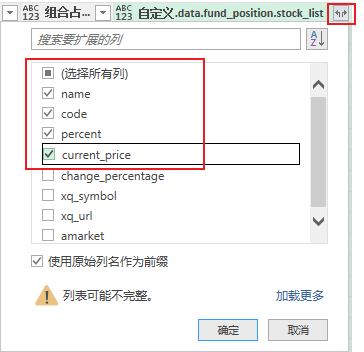 ABC 123 组合占... ABC 123 自定义.data.fund_position.stock_list
搜索要扩展的列 A Z
(选择所有列)
name
code
percent
current_price
change_percentage
xq_symbol
xq_url
amarket
使用原始列名作为前缀
列表可能不完整。 加载更多
确定 取消